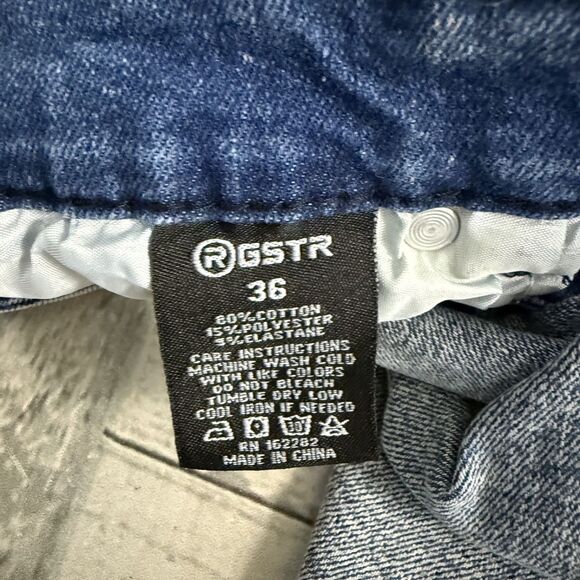 RGSTR
36
80%COTTON
15%POLYESTER
5%ELASTANE
CARE INSTRUCTIONS
MACHINE WASH COLD
WITH LIKE COLORS
DO NOT BLEACH
TUMBLE DRY LOW
COOL IRON IF NEEDED
RN 162282
MADE IN CHINA